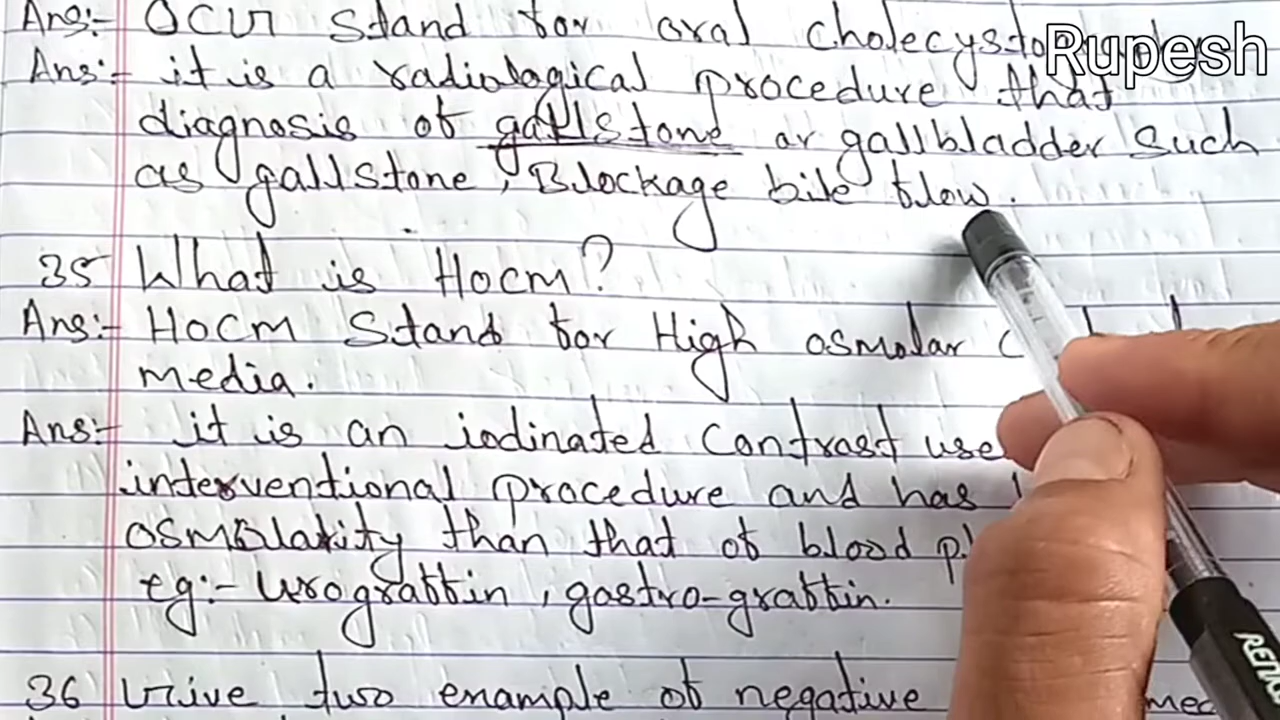 Ans:- OCG stand for oral cholecysto
Rupesh
Ans:- it is a radiological procedure that
diagnosis of gallstone or gallbladder such
as gallstone, Blockage bile flow.
35 What is HOCM?
Ans:- HOCM Stand for High osmolar
media.
Ans:- it is an iodinated contrast use
interventional procedure and has
osmolarity than that of blood
eg:- Urograffin, gastro-graffin.
36 Give two example of negative
RENO